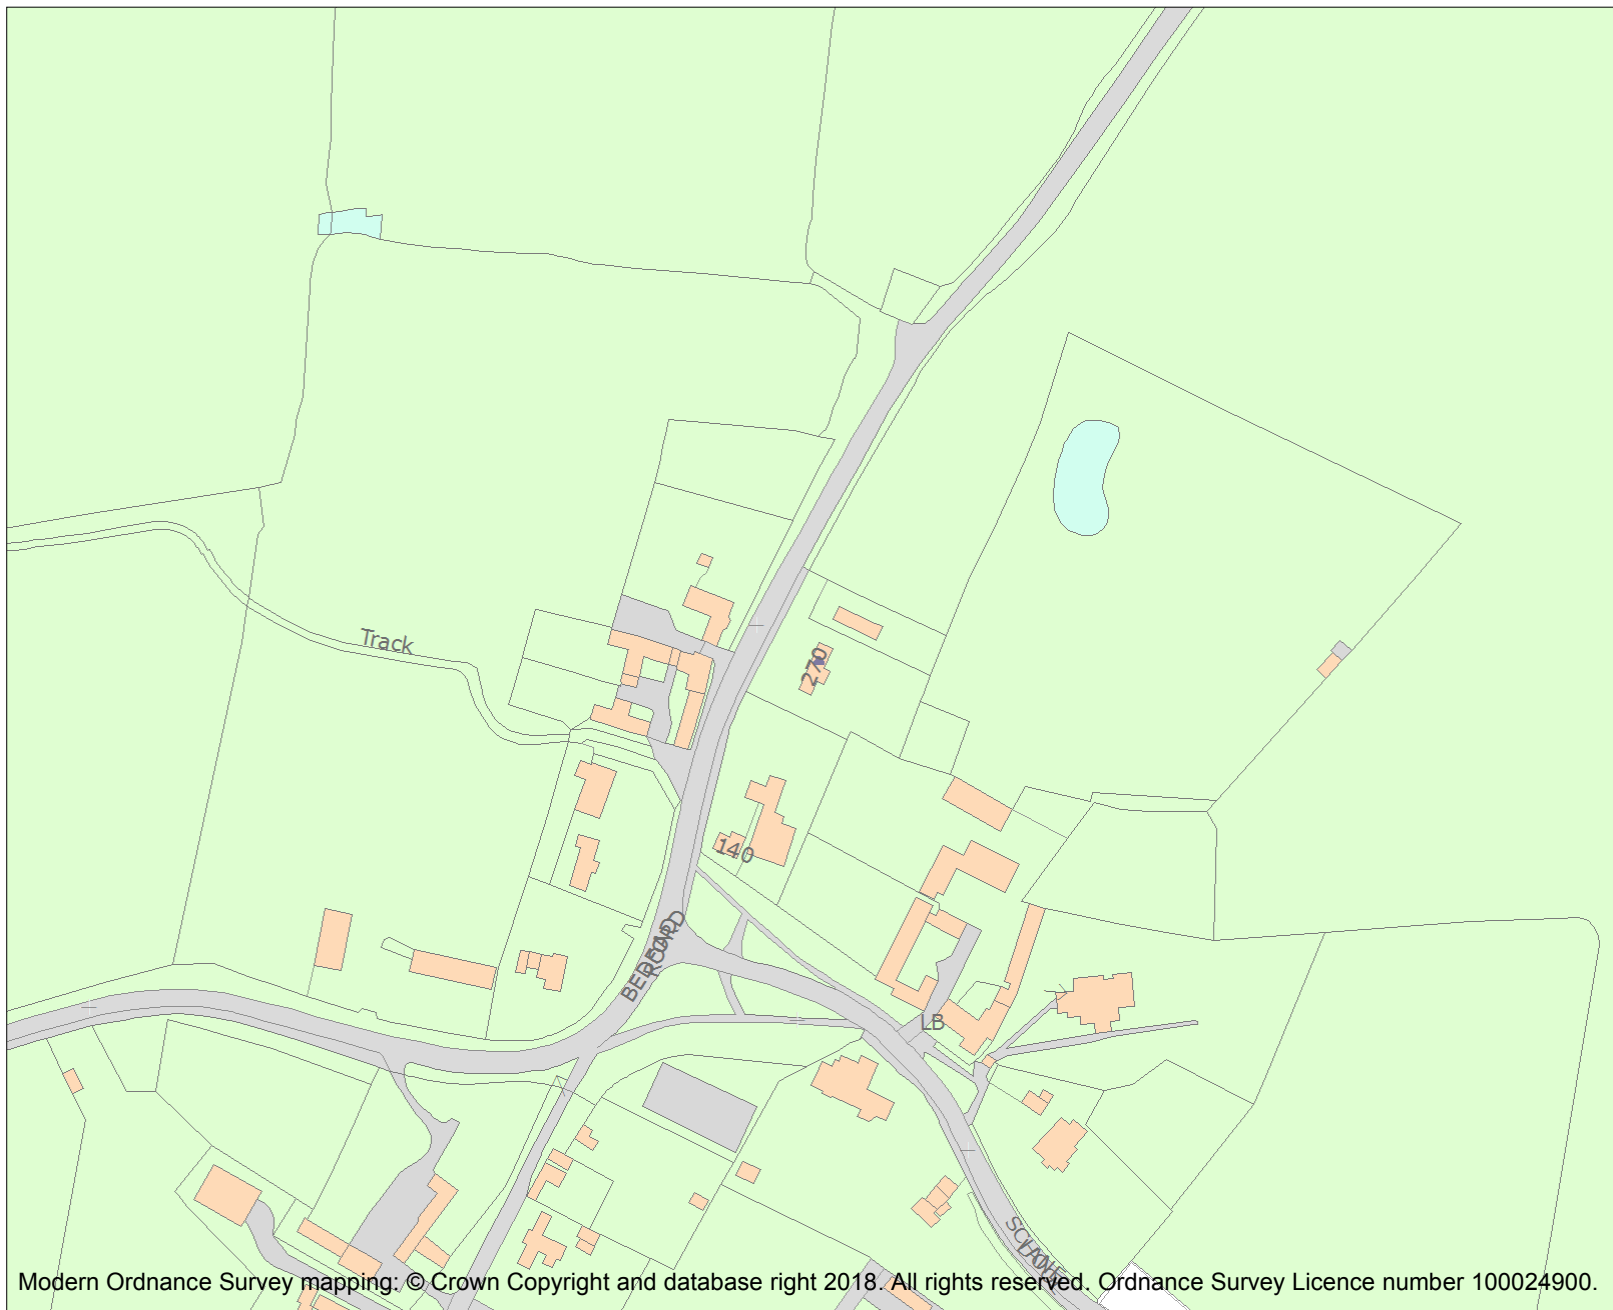 Track
270
140
BEDFORD
ROAD
LB
SCHOOL
LANE
Modern Ordnance Survey mapping: © Crown Copyright and database right 2018. All rights reserved. Ordnance Survey Licence number 100024900.